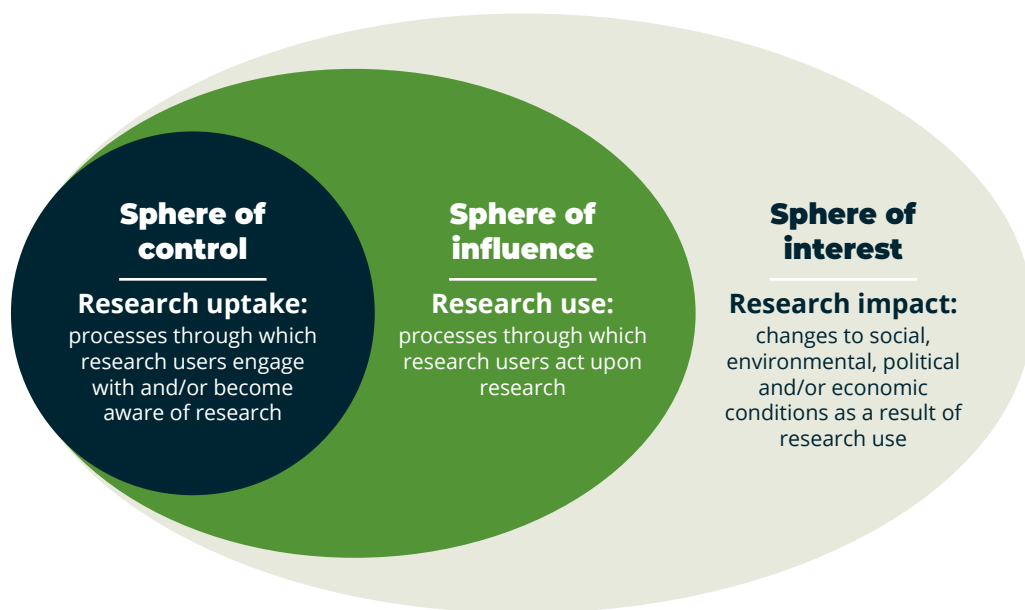 Sphere of
control
Research uptake:
processes through which
research users engage
with and/or become
aware of research
Sphere of
influence
Research use:
processes through which
research users act upon
research
Sphere of
interest
Research impact:
changes to social,
environmental, political
and/or economic
conditions as a result of
research use